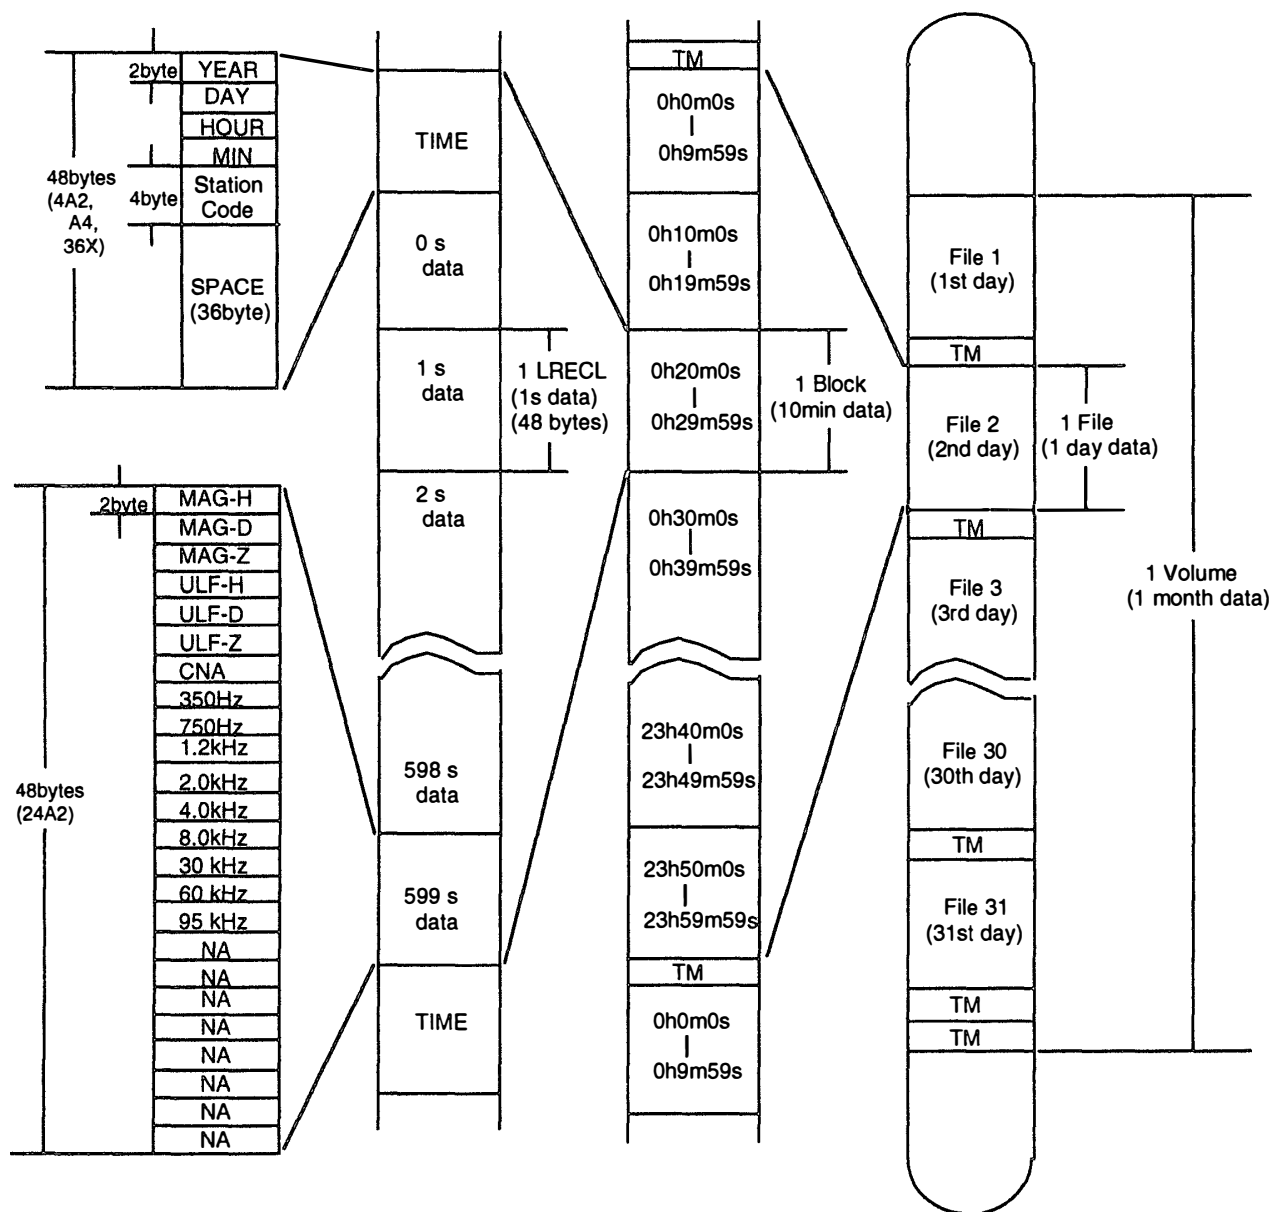 2byte
YEAR
DAY
HOUR
MIN
48bytes
(4A2,
A4,
36X)
4byte
Station
Code
SPACE
(36byte)
48bytes
(24A2)
2byte
MAG-H
MAG-D
MAG-Z
ULF-H
ULF-D
ULF-Z
CNA
350Hz
750Hz
1.2kHz
2.0kHz
4.0kHz
8.0kHz
30 kHz
60 kHz
95 kHz
NA
NA
NA
NA
NA
NA
NA
NA
TIME
0 s
data
1 s
data
2 s
data
598 s
data
599 s
data
TIME
1 LRECL
(1s data)
(48 bytes)
TM
0h0m0s
0h9m59s
0h10m0s
0h19m59s
0h20m0s
0h29m59s
0h30m0s
0h39m59s
23h40m0s
23h49m59s
23h50m0s
23h59m59s
TM
0h0m0s
0h9m59s
1 Block
(10min data)
File 1
(1st day)
TM
File 2
(2nd day)
TM
File 3
(3rd day)
File 30
(30th day)
TM
File 31
(31st day)
TM
TM
1 File
(1 day data)
1 Volume
(1 month data)